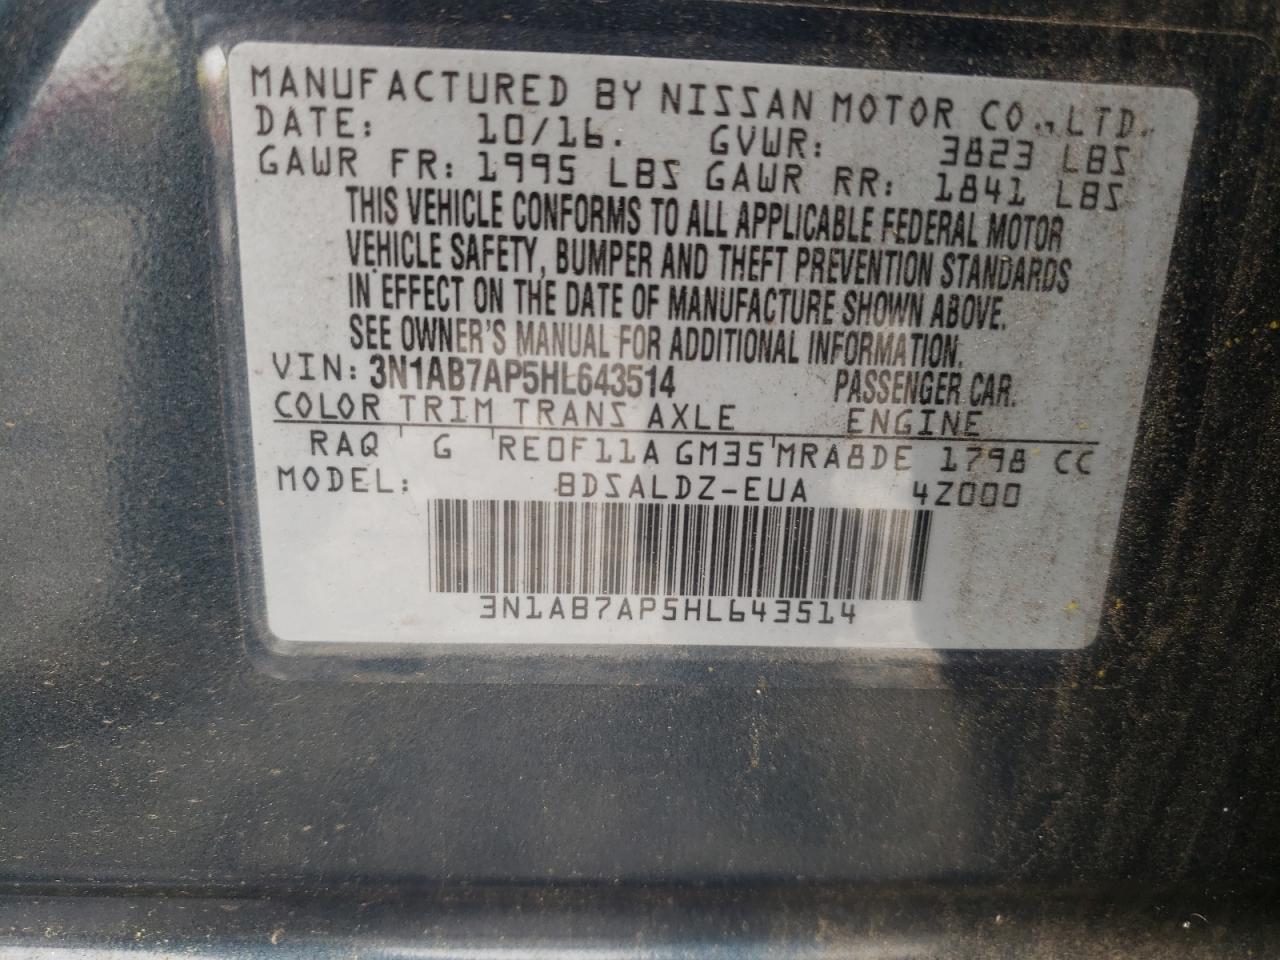 MANUFACTURED BY NISSAN MOTOR CO.,LTD.
DATE: 10/16. GVWR: 3823 LBS
GAWR FR: 1995 LBS GAWR RR: 1841 LBS
THIS VEHICLE CONFORMS TO ALL APPLICABLE FEDERAL MOTOR
VEHICLE SAFETY, BUMPER AND THEFT PREVENTION STANDARDS
IN EFFECT ON THE DATE OF MANUFACTURE SHOWN ABOVE.
SEE OWNER'S MANUAL FOR ADDITIONAL INFORMATION.
VIN: 3N1AB7AP5HL643514 PASSENGER CAR.
COLOR TRIM TRANS AXLE ENGINE
RAQ G RE0F11A GM35 MRA8DE 1798 CC
MODEL: BDSALDZ-EUA 4Z000
3N1AB7AP5HL643514